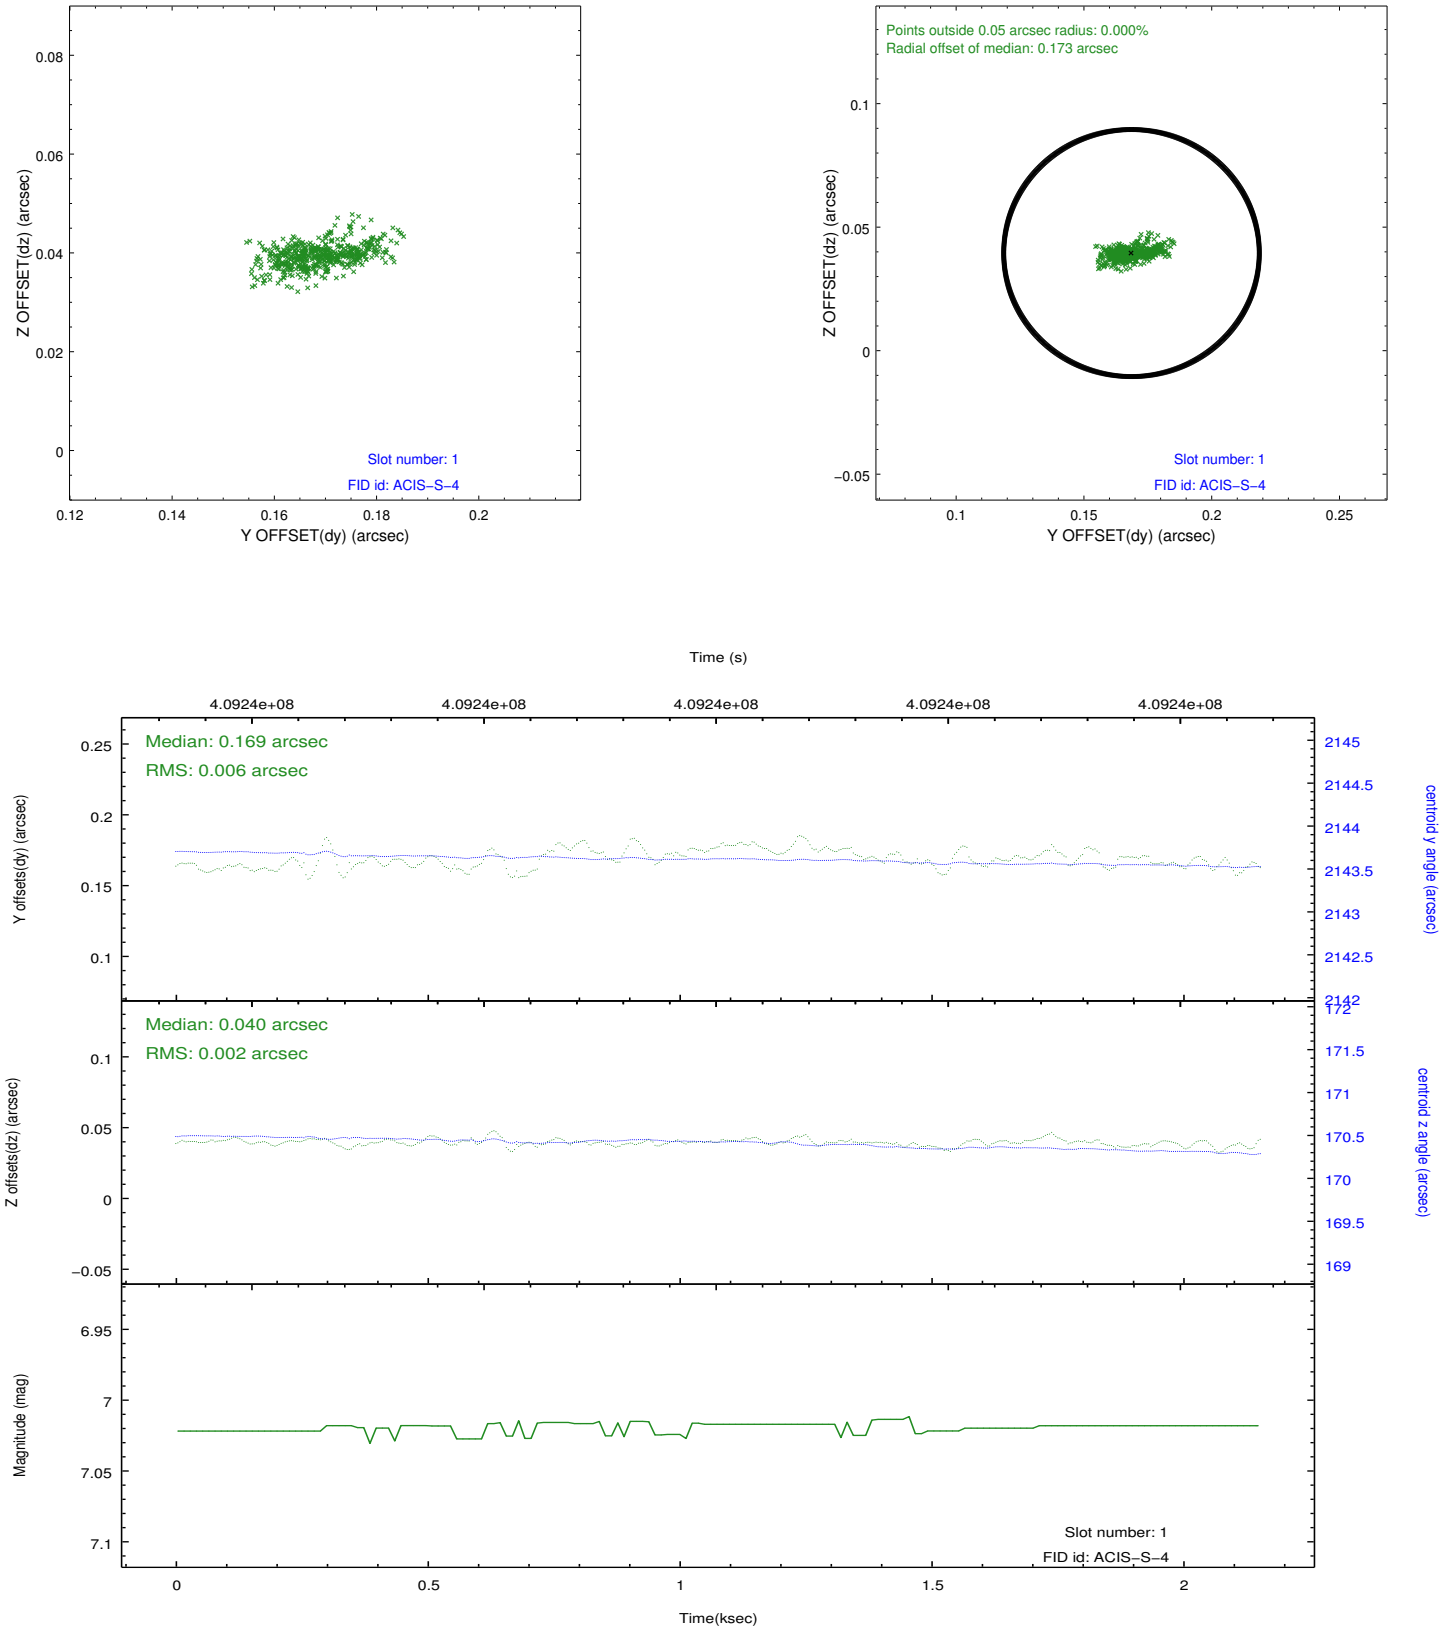 0.08
0.06
0.04
0.02
0
0.12
0.14
0.16
0.18
0.2
Z OFFSET(dz) (arcsec)
Y OFFSET(dy) (arcsec)
Slot number: 1
FID id: ACIS−S−4
Points outside 0.05 arcsec radius: 0.000%
Radial offset of median: 0.173 arcsec
0.1
0.05
0
−0.05
0.1
0.15
0.2
0.25
Z OFFSET(dz) (arcsec)
Y OFFSET(dy) (arcsec)
Slot number: 1
FID id: ACIS−S−4
Time (s)
4.0924e+08
4.0924e+08
4.0924e+08
4.0924e+08
4.0924e+08
Median: 0.169 arcsec
RMS: 0.006 arcsec
0.25
0.2
0.15
0.1
Y offsets(dy) (arcsec)
2145
2144.5
2144
2143.5
2143
2142.5
2142
centroid y angle (arcsec)
Median: 0.040 arcsec
RMS: 0.002 arcsec
0.1
0.05
0
−0.05
Z offsets(dz) (arcsec)
172
171.5
171
170.5
170
169.5
169
centroid z angle (arcsec)
6.95
7
7.05
7.1
Magnitude (mag)
Slot number: 1
FID id: ACIS−S−4
0
0.5
1
1.5
2
Time(ksec)